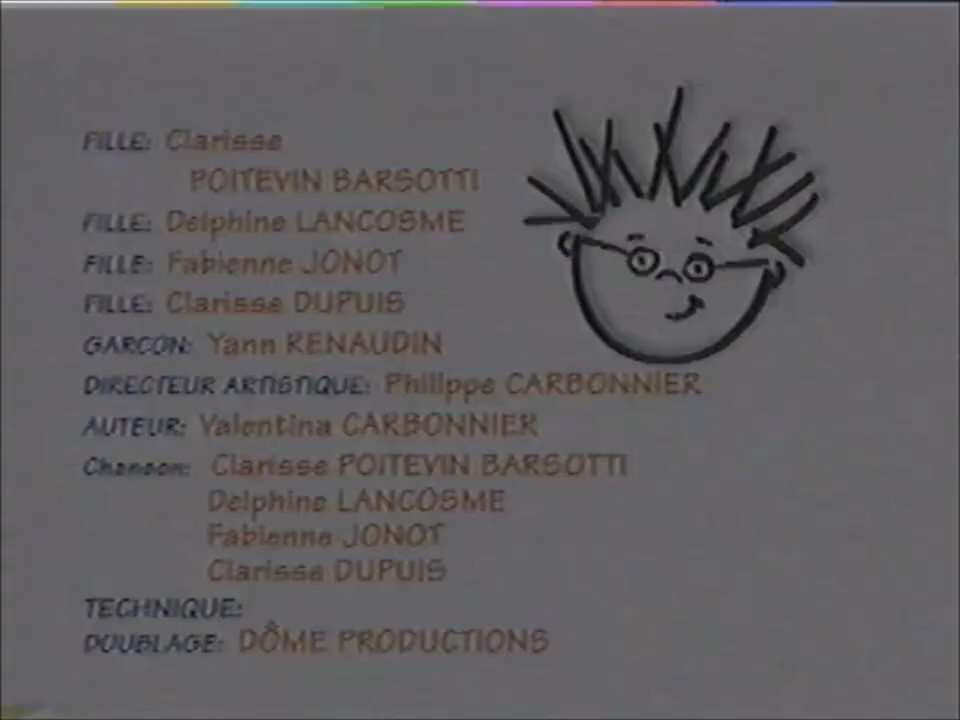 FILLE: Clarisse
POITEVIN BARSOTTI
FILLE: Delphine LANCOSME
FILLE: Fabienne JONOT
FILLE: Clarisse DUPUIS
GARCON: Yann RENAUDIN
DIRECTEUR ARTISTIQUE: Philippe CARBONNIER
AUTEUR: Valentina CARBONNIER
Chanson: Clarisse POITEVIN BARSOTTI
Delphine LANCOSME
Fabienne JONOT
Clarisse DUPUIS
TECHNIQUE:
DOUBLAGE: DÔME PRODUCTIONS